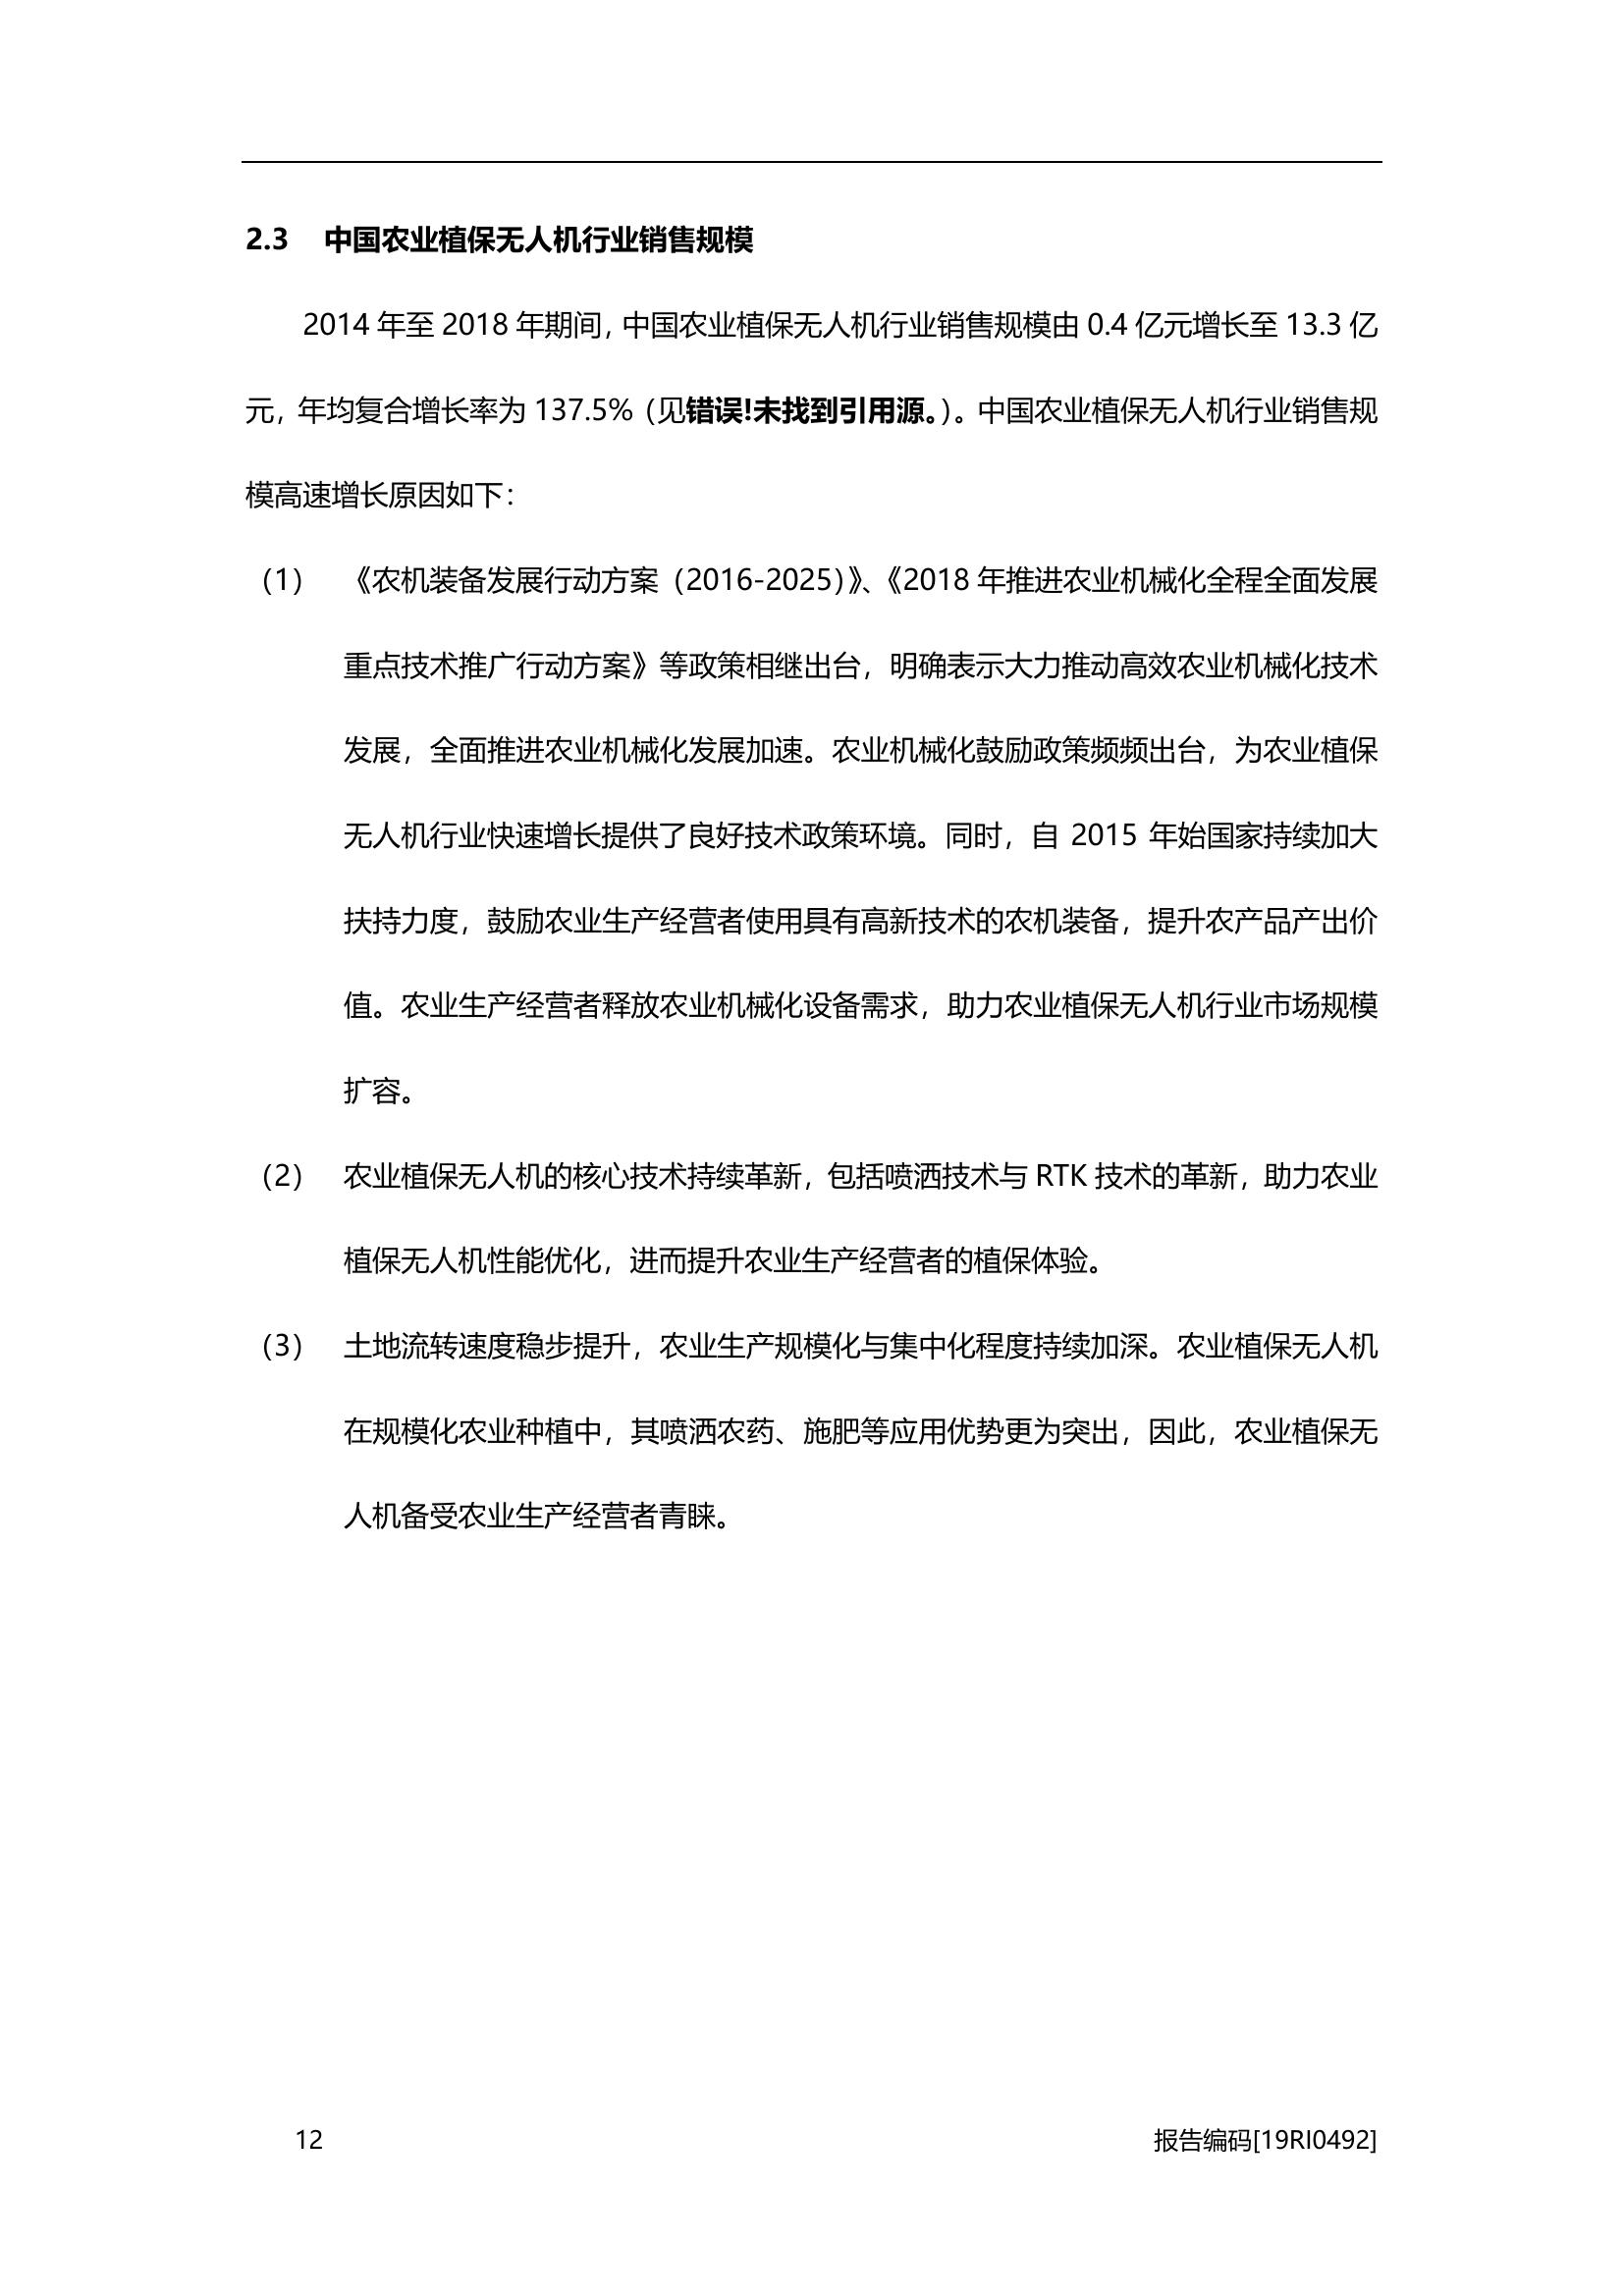 2.3 中国农业植保无人机行业销售规模
2014 年至 2018 年期间，中国农业植保无人机行业销售规模由 0.4 亿元增长至 13.3 亿
元，年均复合增长率为 137.5%（见错误!未找到引用源。）。中国农业植保无人机行业销售规
模高速增长原因如下：
（1） 《农机装备发展行动方案（2016-2025）》、《2018 年推进农业机械化全程全面发展
重点技术推广行动方案》等政策相继出台，明确表示大力推动高效农业机械化技术
发展，全面推进农业机械化发展加速。农业机械化鼓励政策频频出台，为农业植保
无人机行业快速增长提供了良好技术政策环境。同时，自 2015 年始国家持续加大
扶持力度，鼓励农业生产经营者使用具有高新技术的农机装备，提升农产品产出价
值。农业生产经营者释放农业机械化设备需求，助力农业植保无人机行业市场规模
扩容。
（2） 农业植保无人机的核心技术持续革新，包括喷洒技术与 RTK 技术的革新，助力农业
植保无人机性能优化，进而提升农业生产经营者的植保体验。
（3） 土地流转速度稳步提升，农业生产规模化与集中化程度持续加深。农业植保无人机
在规模化农业种植中，其喷洒农药、施肥等应用优势更为突出，因此，农业植保无
人机备受农业生产经营者青睐。
12 报告编码[19RI0492]